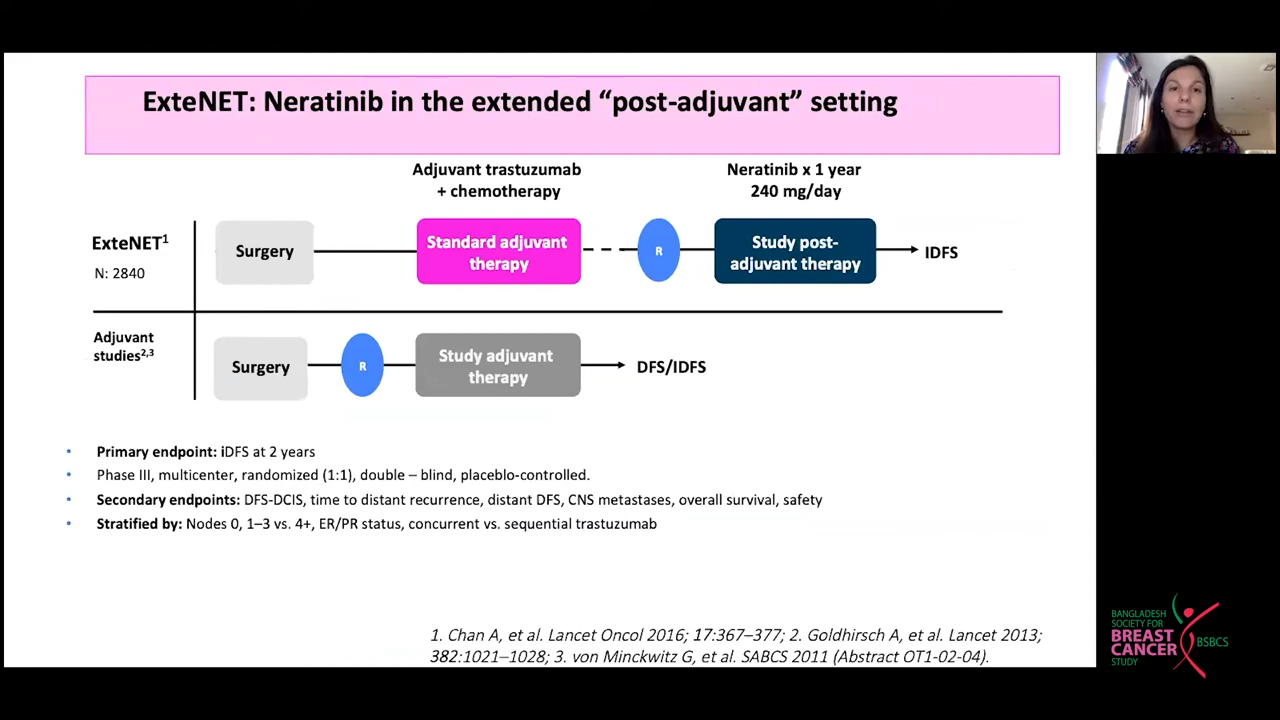 ExteNET: Neratinib in the extended “post-adjuvant” setting
Adjuvant trastuzumab
+ chemotherapy
Neratinib x 1 year
240 mg/day
ExteNET1
N: 2840
Surgery
Standard adjuvant
therapy
R
Study post-
adjuvant therapy
IDFS
Adjuvant
studies2,3
Surgery
R
Study adjuvant
therapy
DFS/IDFS
• Primary endpoint: iDFS at 2 years
• Phase III, multicenter, randomized (1:1), double – blind, placeblo-controlled.
• Secondary endpoints: DFS-DCIS, time to distant recurrence, distant DFS, CNS metastases, overall survival, safety
• Stratified by: Nodes 0, 1–3 vs. 4+, ER/PR status, concurrent vs. sequential trastuzumab
1. Chan A, et al. Lancet Oncol 2016; 17:367–377; 2. Goldhirsch A, et al. Lancet 2013;
382:1021–1028; 3. von Minckwitz G, et al. SABCS 2011 (Abstract OT1-02-04).
BANGLADESH
SOCIETY FOR
BREAST
CANCER
STUDY
BSBCS